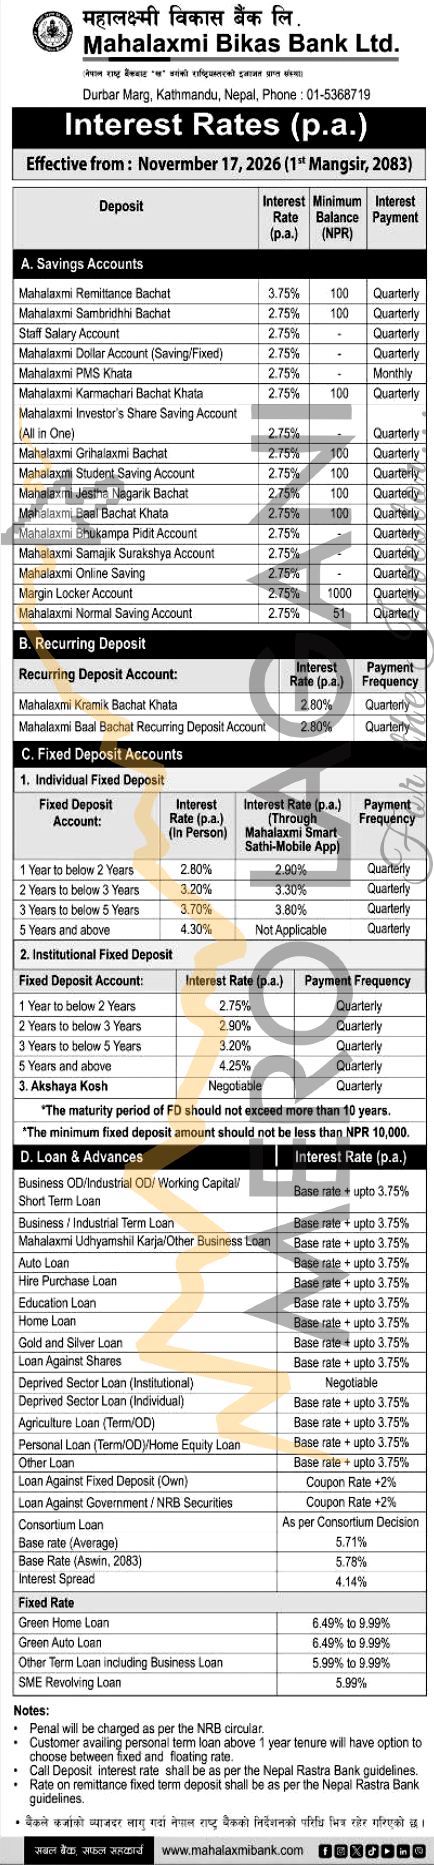 महालक्ष्मी विकास बैंक लि.
Mahalaxmi Bikas Bank Ltd.
(नेपाल राष्ट्र बैंकबाट "ख" वर्गको राष्ट्रियस्तरको इजाजत प्राप्त संस्था)
Durbar Marg, Kathmandu, Nepal, Phone : 01-5368719
Interest Rates (p.a.)
Effective from : Novermber 17, 2026 (1st Mangsir, 2083)
Deposit Interest Rate (p.a.) Minimum Balance (NPR) Interest Payment
A. Savings Accounts
Mahalaxmi Remittance Bachat 3.75% 100 Quarterly
Mahalaxmi Sambridhhi Bachat 2.75% 100 Quarterly
Staff Salary Account 2.75% - Quarterly
Mahalaxmi Dollar Account (Saving/Fixed) 2.75% - Quarterly
Mahalaxmi PMS Khata 2.75% - Monthly
Mahalaxmi Karmachari Bachat Khata 2.75% 100 Quarterly
Mahalaxmi Investor's Share Saving Account
(All in One) 2.75% - Quarterly
Mahalaxmi Grihalaxmi Bachat 2.75% 100 Quarterly
Mahalaxmi Student Saving Account 2.75% 100 Quarterly
Mahalaxmi Jestha Nagarik Bachat 2.75% 100 Quarterly
Mahalaxmi Baal Bachat Khata 2.75% 100 Quarterly
Mahalaxmi Bhukampa Pidit Account 2.75% - Quarterly
Mahalaxmi Samajik Surakshya Account 2.75% - Quarterly
Mahalaxmi Online Saving 2.75% - Quarterly
Margin Locker Account 2.75% 1000 Quarterly
Mahalaxmi Normal Saving Account 2.75% 51 Quarterly
B. Recurring Deposit
Recurring Deposit Account: Interest Rate (p.a.) Payment Frequency
Mahalaxmi Kramik Bachat Khata 2.80% Quarterly
Mahalaxmi Baal Bachat Recurring Deposit Account 2.80% Quarterly
C. Fixed Deposit Accounts
1. Individual Fixed Deposit
Fixed Deposit Account: Interest Rate (p.a.) (In Person) Interest Rate (p.a.) (Through Mahalaxmi Smart Sathi-Mobile App) Payment Frequency
1 Year to below 2 Years 2.80% 2.90% Quarterly
2 Years to below 3 Years 3.20% 3.30% Quarterly
3 Years to below 5 Years 3.70% 3.80% Quarterly
5 Years and above 4.30% Not Applicable Quarterly
2. Institutional Fixed Deposit
Fixed Deposit Account: Interest Rate (p.a.) Payment Frequency
1 Year to below 2 Years 2.75% Quarterly
2 Years to below 3 Years 2.90% Quarterly
3 Years to below 5 Years 3.20% Quarterly
5 Years and above 4.25% Quarterly
3. Akshaya Kosh Negotiable Quarterly
*The maturity period of FD should not exceed more than 10 years.
*The minimum fixed deposit amount should not be less than NPR 10,000.
D. Loan & Advances Interest Rate (p.a.)
Business OD/Industrial OD/ Working Capital/
Short Term Loan Base rate + upto 3.75%
Business / Industrial Term Loan Base rate + upto 3.75%
Mahalaxmi Udhyamshil Karja/Other Business Loan Base rate + upto 3.75%
Auto Loan Base rate + upto 3.75%
Hire Purchase Loan Base rate + upto 3.75%
Education Loan Base rate + upto 3.75%
Home Loan Base rate + upto 3.75%
Gold and Silver Loan Base rate + upto 3.75%
Loan Against Shares Base rate + upto 3.75%
Deprived Sector Loan (Institutional) Negotiable
Deprived Sector Loan (Individual) Base rate + upto 3.75%
Agriculture Loan (Term/OD) Base rate + upto 3.75%
Personal Loan (Term/OD)/Home Equity Loan Base rate + upto 3.75%
Other Loan Base rate + upto 3.75%
Loan Against Fixed Deposit (Own) Coupon Rate +2%
Loan Against Government / NRB Securities Coupon Rate +2%
Consortium Loan As per Consortium Decision
Base rate (Average) 5.71%
Base Rate (Aswin, 2083) 5.78%
Interest Spread 4.14%
Fixed Rate
Green Home Loan 6.49% to 9.99%
Green Auto Loan 6.49% to 9.99%
Other Term Loan including Business Loan 5.99% to 9.99%
SME Revolving Loan 5.99%
Notes:
• Penal will be charged as per the NRB circular.
• Customer availing personal term loan above 1 year tenure will have option to
choose between fixed and floating rate.
• Call Deposit interest rate shall be as per the Nepal Rastra Bank guidelines.
• Rate on remittance fixed term deposit shall be as per the Nepal Rastra Bank
guidelines.
• बैंकले कर्जाको ब्याजदर लागु गर्दा नेपाल राष्ट्र बैंकको निर्देशनको परिधि भित्र रहेर गरिएको छ ।
सबल बैंक, सफल सहकार्य www.mahalaxmibank.com
MERO LAGANI